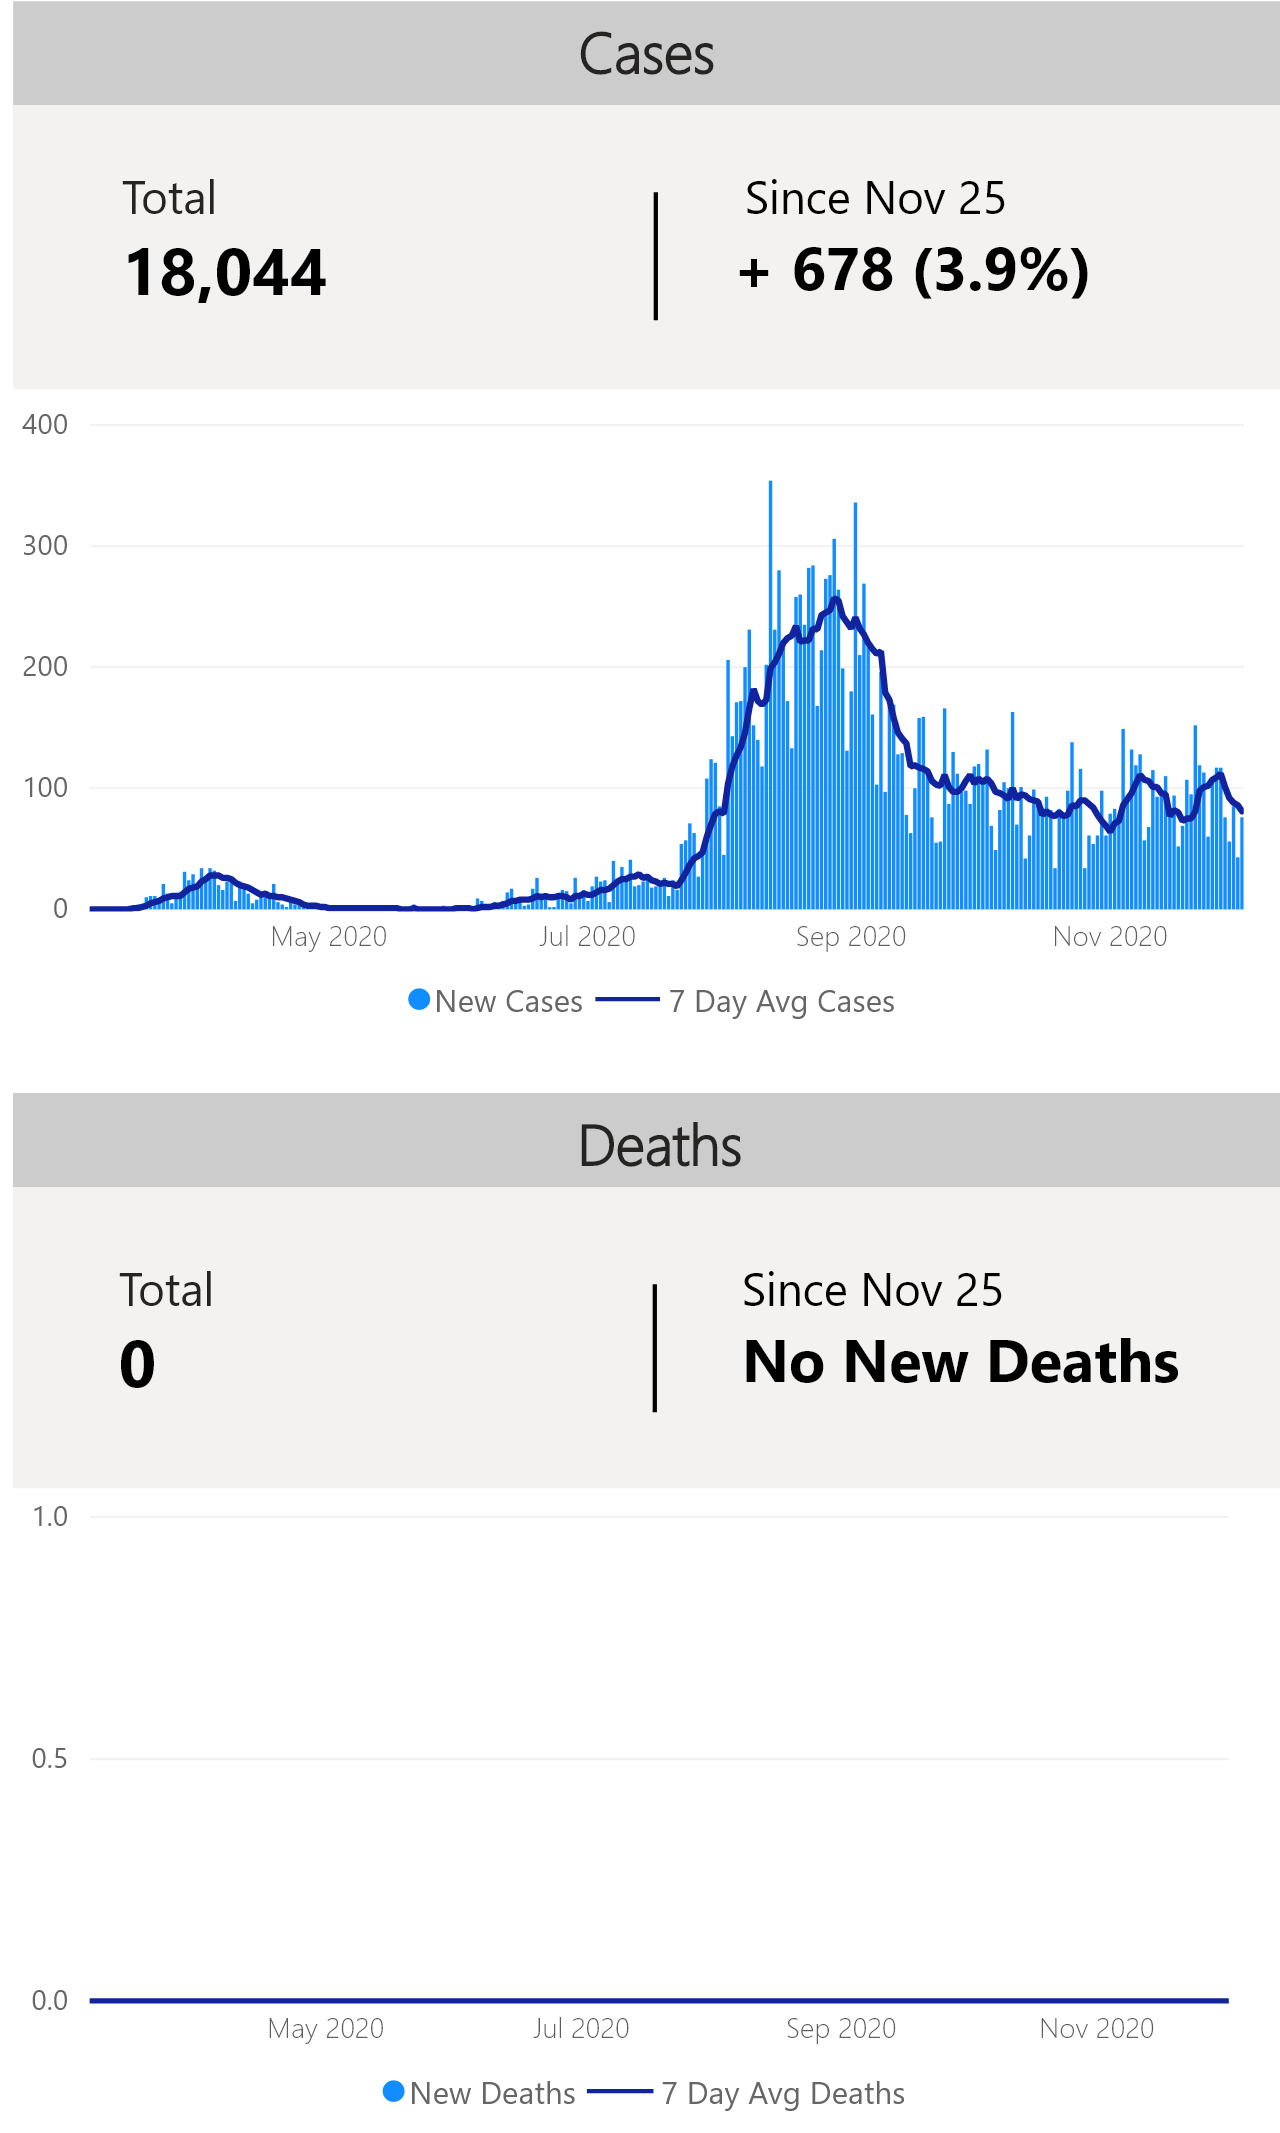 Cases
Total
18,044
Since Nov 25
+ 678 (3.9%)
400
300
200
100
0
May 2020
Jul 2020
Sep 2020
Nov 2020
New Cases
7 Day Avg Cases
Deaths
Total
0
Since Nov 25
No New Deaths
1.0
0.5
0.0
May 2020
Jul 2020
Sep 2020
Nov 2020
New Deaths
7 Day Avg Deaths